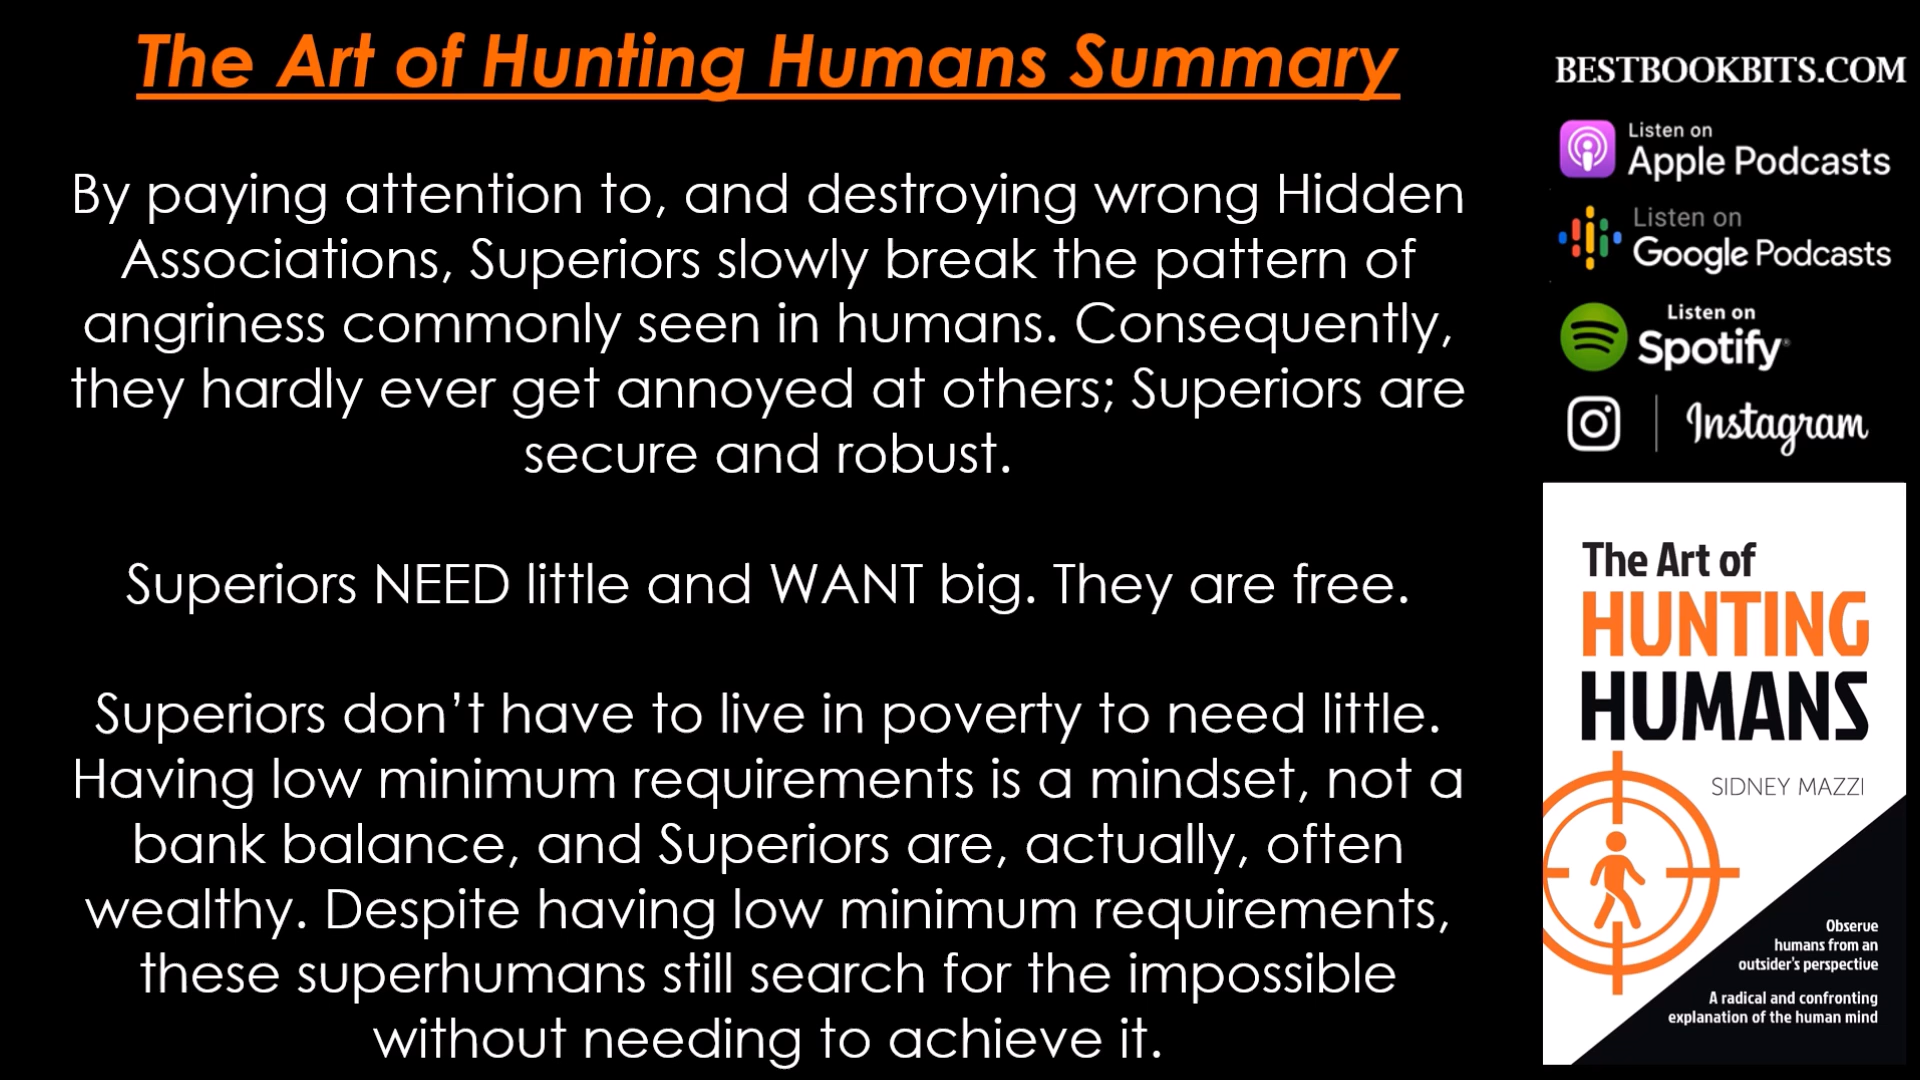 The Art of Hunting Humans Summary
By paying attention to, and destroying wrong Hidden
Associations, Superiors slowly break the pattern of
angriness commonly seen in humans. Consequently,
they hardly ever get annoyed at others; Superiors are
secure and robust.
Superiors NEED little and WANT big. They are free.
Superiors don’t have to live in poverty to need little.
Having low minimum requirements is a mindset, not a
bank balance, and Superiors are, actually, often
wealthy. Despite having low minimum requirements,
these superhumans still search for the impossible
without needing to achieve it.
BESTBOOKBITS.COM
Listen on
Apple Podcasts
Listen on
Google Podcasts
Listen on
Spotify
Instagram
The Art of
HUNTING
HUMANS
SIDNEY MAZZI
Observe
humans from an
outsider's perspective
A radical and confronting
explanation of the human mind